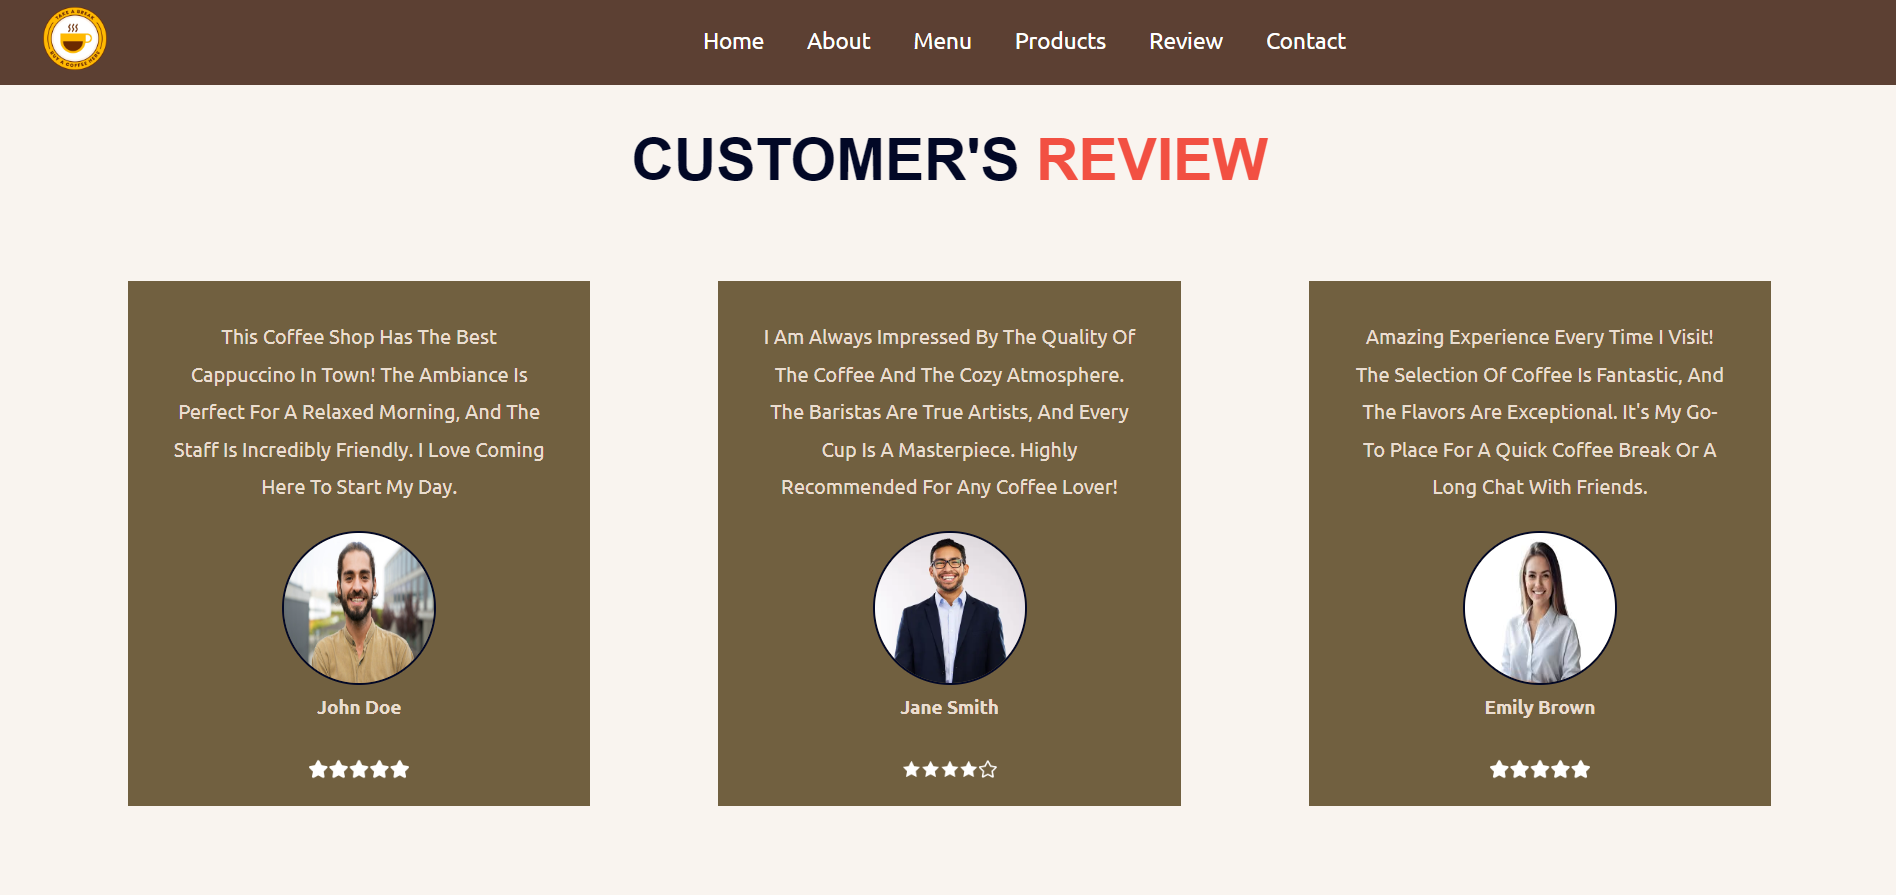 TAKE A BREAK
BUY A COFFEE HERE
Home About Menu Products Review Contact
CUSTOMER'S REVIEW
This Coffee Shop Has The Best
Cappuccino In Town! The Ambiance Is
Perfect For A Relaxed Morning, And The
Staff Is Incredibly Friendly. I Love Coming
Here To Start My Day.
John Doe
I Am Always Impressed By The Quality Of
The Coffee And The Cozy Atmosphere.
The Baristas Are True Artists, And Every
Cup Is A Masterpiece. Highly
Recommended For Any Coffee Lover!
Jane Smith
Amazing Experience Every Time I Visit!
The Selection Of Coffee Is Fantastic, And
The Flavors Are Exceptional. It's My Go-
To Place For A Quick Coffee Break Or A
Long Chat With Friends.
Emily Brown